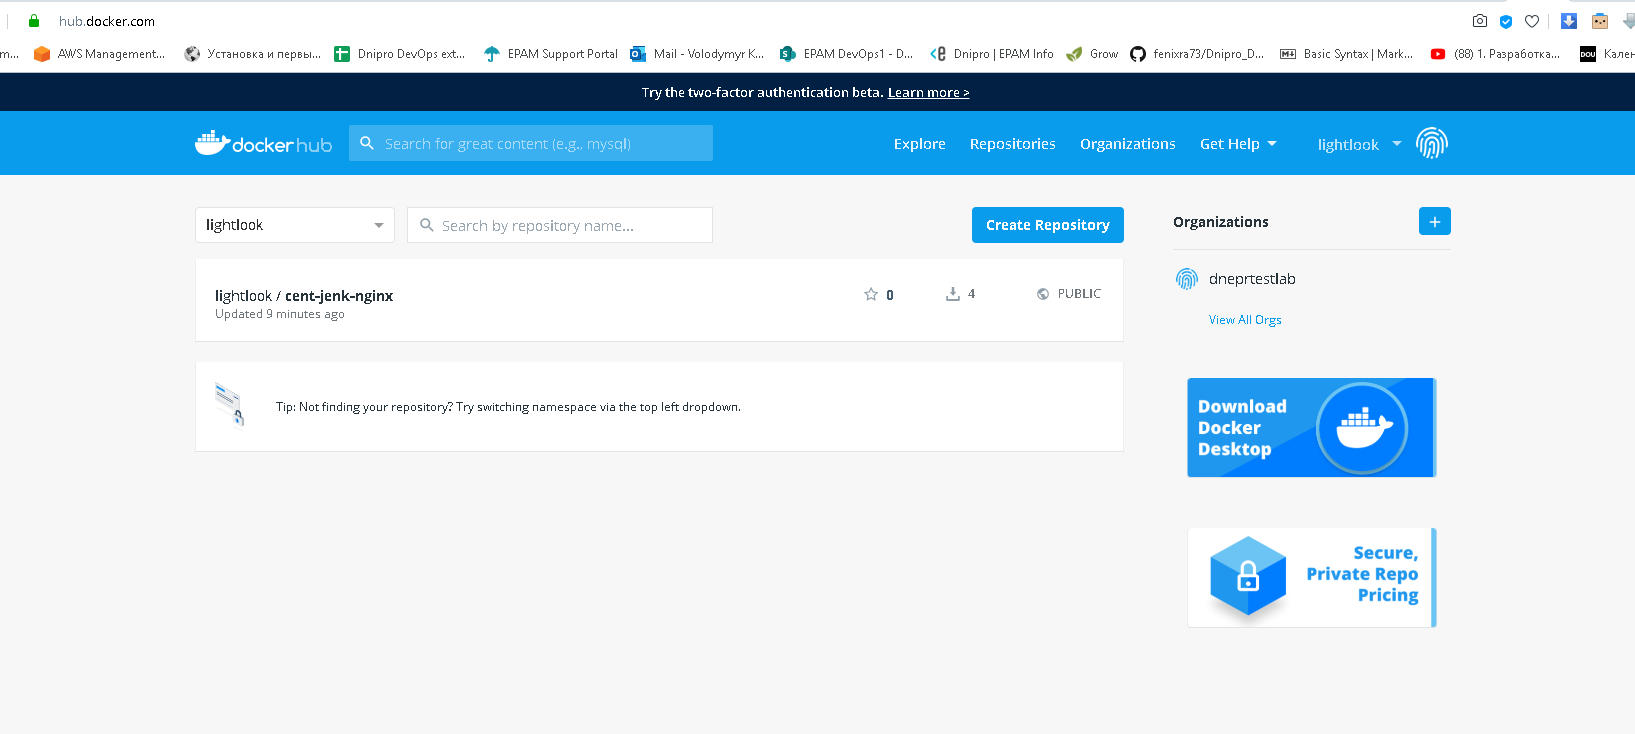 hub.docker.com
m... AWS Management... Установка и первы... Dnipro DevOps ext... EPAM Support Portal Mail - Volodymyr K... EPAM DevOps1 - D... Dnipro | EPAM Info Grow fenixra73/Dnipro_D... Basic Syntax | Mark... (88) 1. Разработка... DOU Кален
Try the two-factor authentication beta. Learn more >
docker hub Search for great content (e.g., mysql) Explore Repositories Organizations Get Help lightlook
lightlook Search by repository name... Create Repository Organizations +
dneprtestlab
View All Orgs
lightlook / cent-jenk-nginx 0 4 PUBLIC
Updated 9 minutes ago
Tip: Not finding your repository? Try switching namespace via the top left dropdown.
Download
Docker
Desktop
Secure,
Private Repo
Pricing